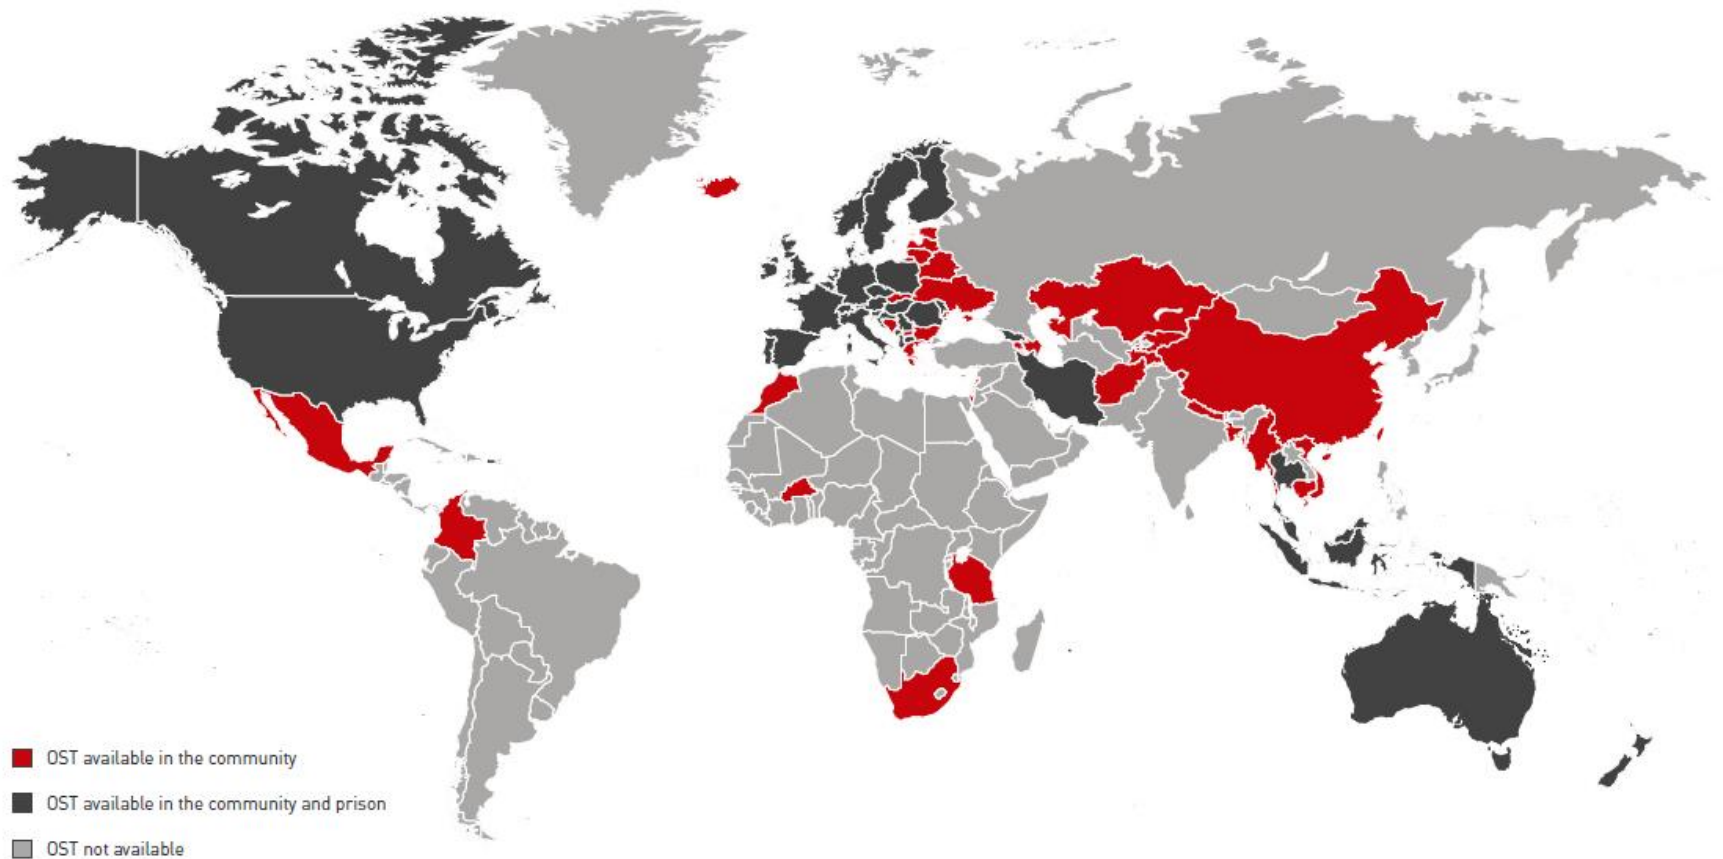 OST available in the community
OST available in the community and prison
OST not available